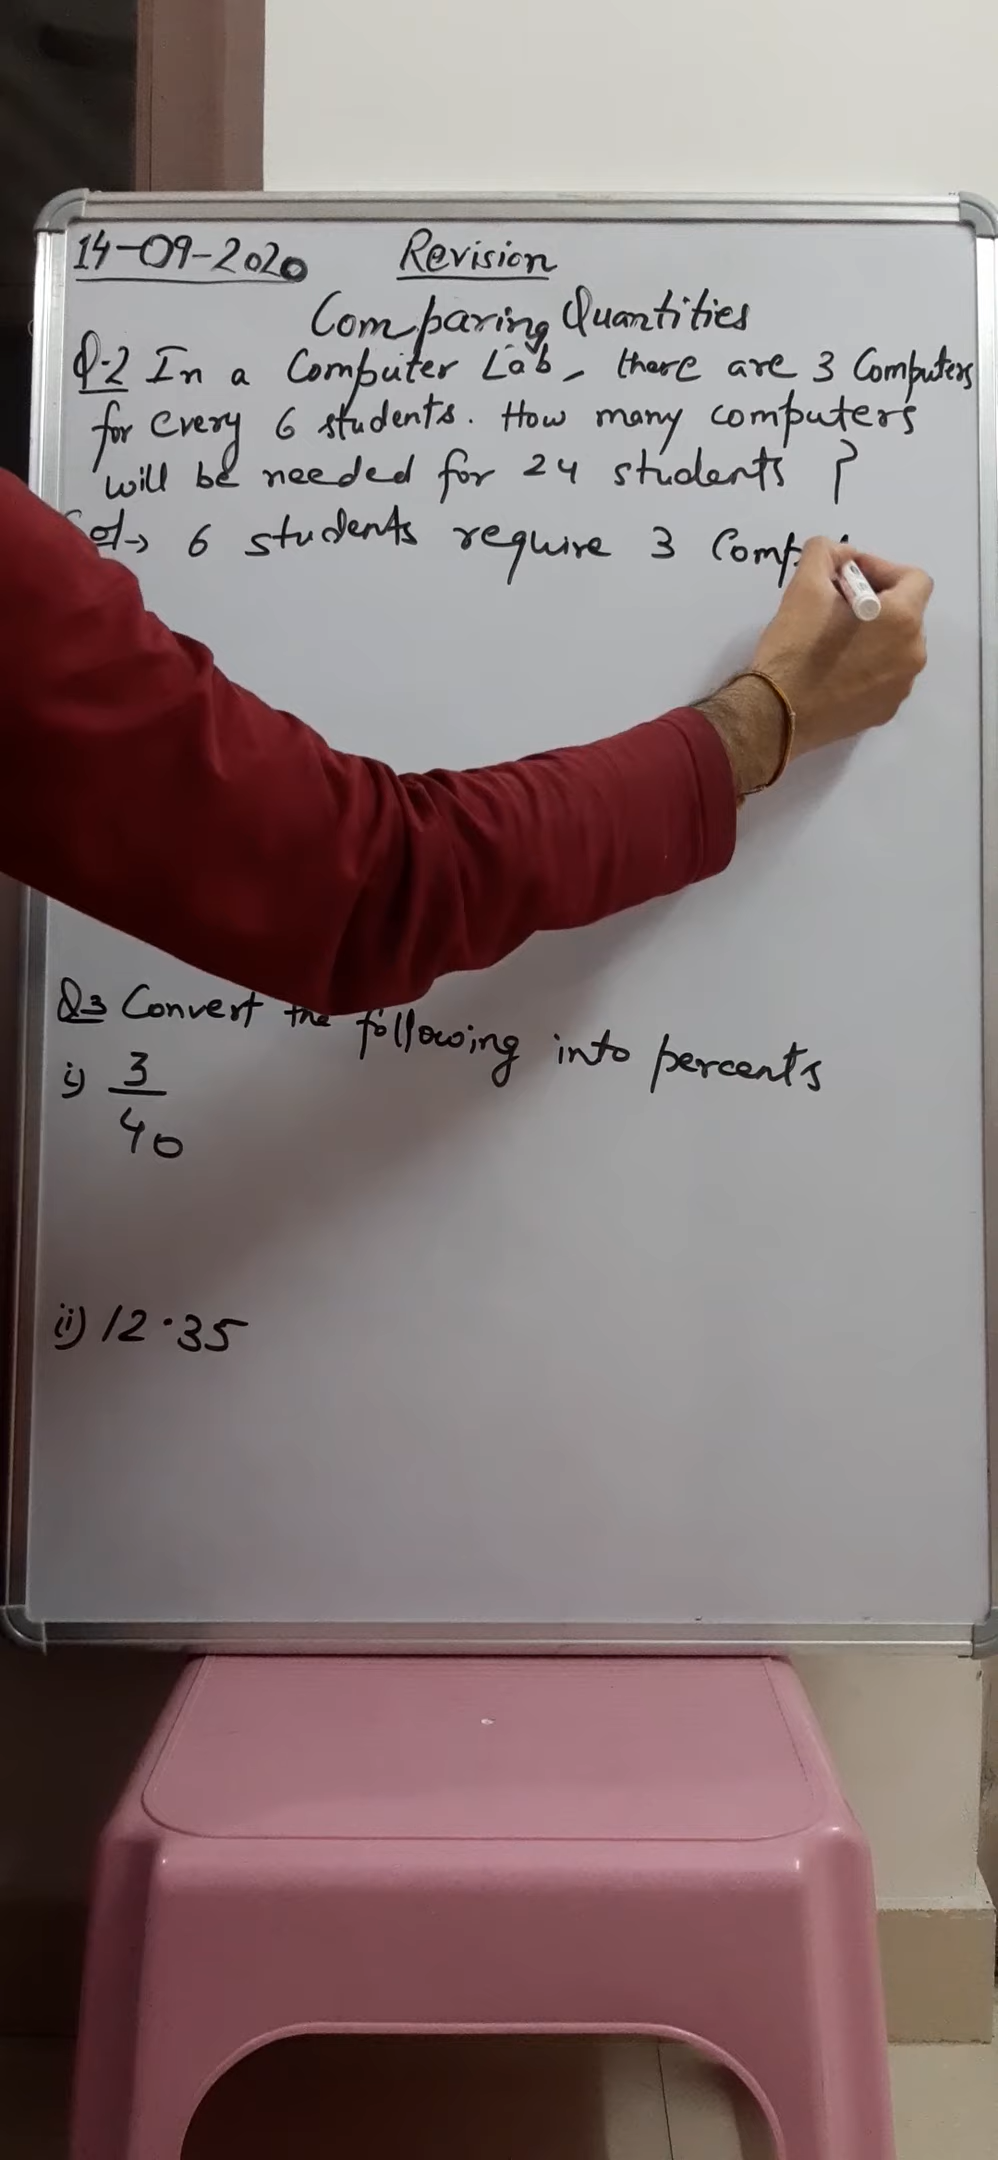 14-09-2020 Revision
Comparing Quantities
Q.2 In a Computer Lab, there are 3 Computers
for every 6 students. How many computers
will be needed for 24 students ?
6 students require 3 Comp
Q3 Convert the following into percents
i) 3/40
ii) 12.35